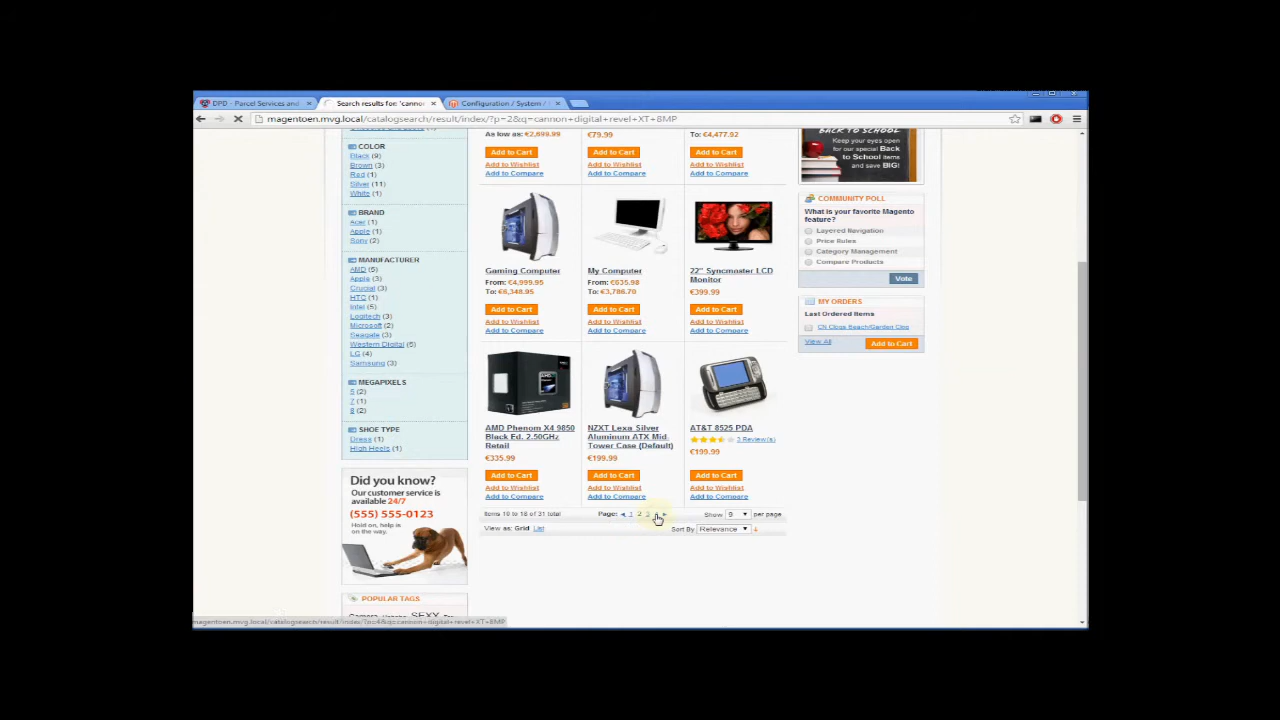 DPD - Parcel Services and
Search results for: 'cannon
Configuration / System /
magentoen.mvg.local/catalogsearch/result/index/?p=2&q=cannon+digital+revel+XT+8MP
COLOR
Black (9)
Brown (3)
Red (1)
Silver (11)
White (1)
BRAND
Acer (1)
Apple (1)
Sony (2)
MANUFACTURER
AMD (5)
Apple (3)
Crucial (3)
HTC (1)
Intel (5)
Logitech (3)
Microsoft (2)
Seagate (3)
Western Digital (5)
LG (4)
Samsung (3)
MEGAPIXELS
5 (2)
7 (1)
8 (2)
SHOE TYPE
Dress (1)
High Heels (1)
Did you know?
Our customer service is
available 24/7
(555) 555-0123
Hold on, help is
on the way.
POPULAR TAGS
Camera
SEXY
As low as: €2,699.99
€79.99
To: €4,477.92
Add to Cart
Add to Cart
Add to Cart
Add to Wishlist
Add to Wishlist
Add to Wishlist
Add to Compare
Add to Compare
Add to Compare
Gaming Computer
From: €4,999.95
To: €6,348.95
Add to Cart
Add to Wishlist
Add to Compare
My Computer
From: €635.98
To: €3,786.70
Add to Cart
Add to Wishlist
Add to Compare
22" Syncmaster LCD
Monitor
€399.99
Add to Cart
Add to Wishlist
Add to Compare
AMD Phenom X4 9850
Black Ed. 2.50GHz
Retail
€335.99
Add to Cart
Add to Wishlist
Add to Compare
NZXT Lexa Silver
Aluminum ATX Mid.
Tower Case (Default)
€199.99
Add to Cart
Add to Wishlist
Add to Compare
AT&T 8525 PDA
3 Review(s)
€199.99
Add to Cart
Add to Wishlist
Add to Compare
Items 10 to 18 of 31 total
Page: 1 2 3
Show 9 per page
View as: Grid List
Sort By Relevance
BACK TO SCHOOL
Keep your eyes
open for our
special Back
to School items
and save BIG!
COMMUNITY POLL
What is your favorite Magento
feature?
Layered Navigation
Price Rules
Category Management
Compare Products
Vote
MY ORDERS
Last Ordered Items
CN Clogs Beach/Garden Clog
View All
Add to Cart
magentoen.mvg.local/catalogsearch/result/index/?p=4&q=cannon+digital+revel+XT+8MP